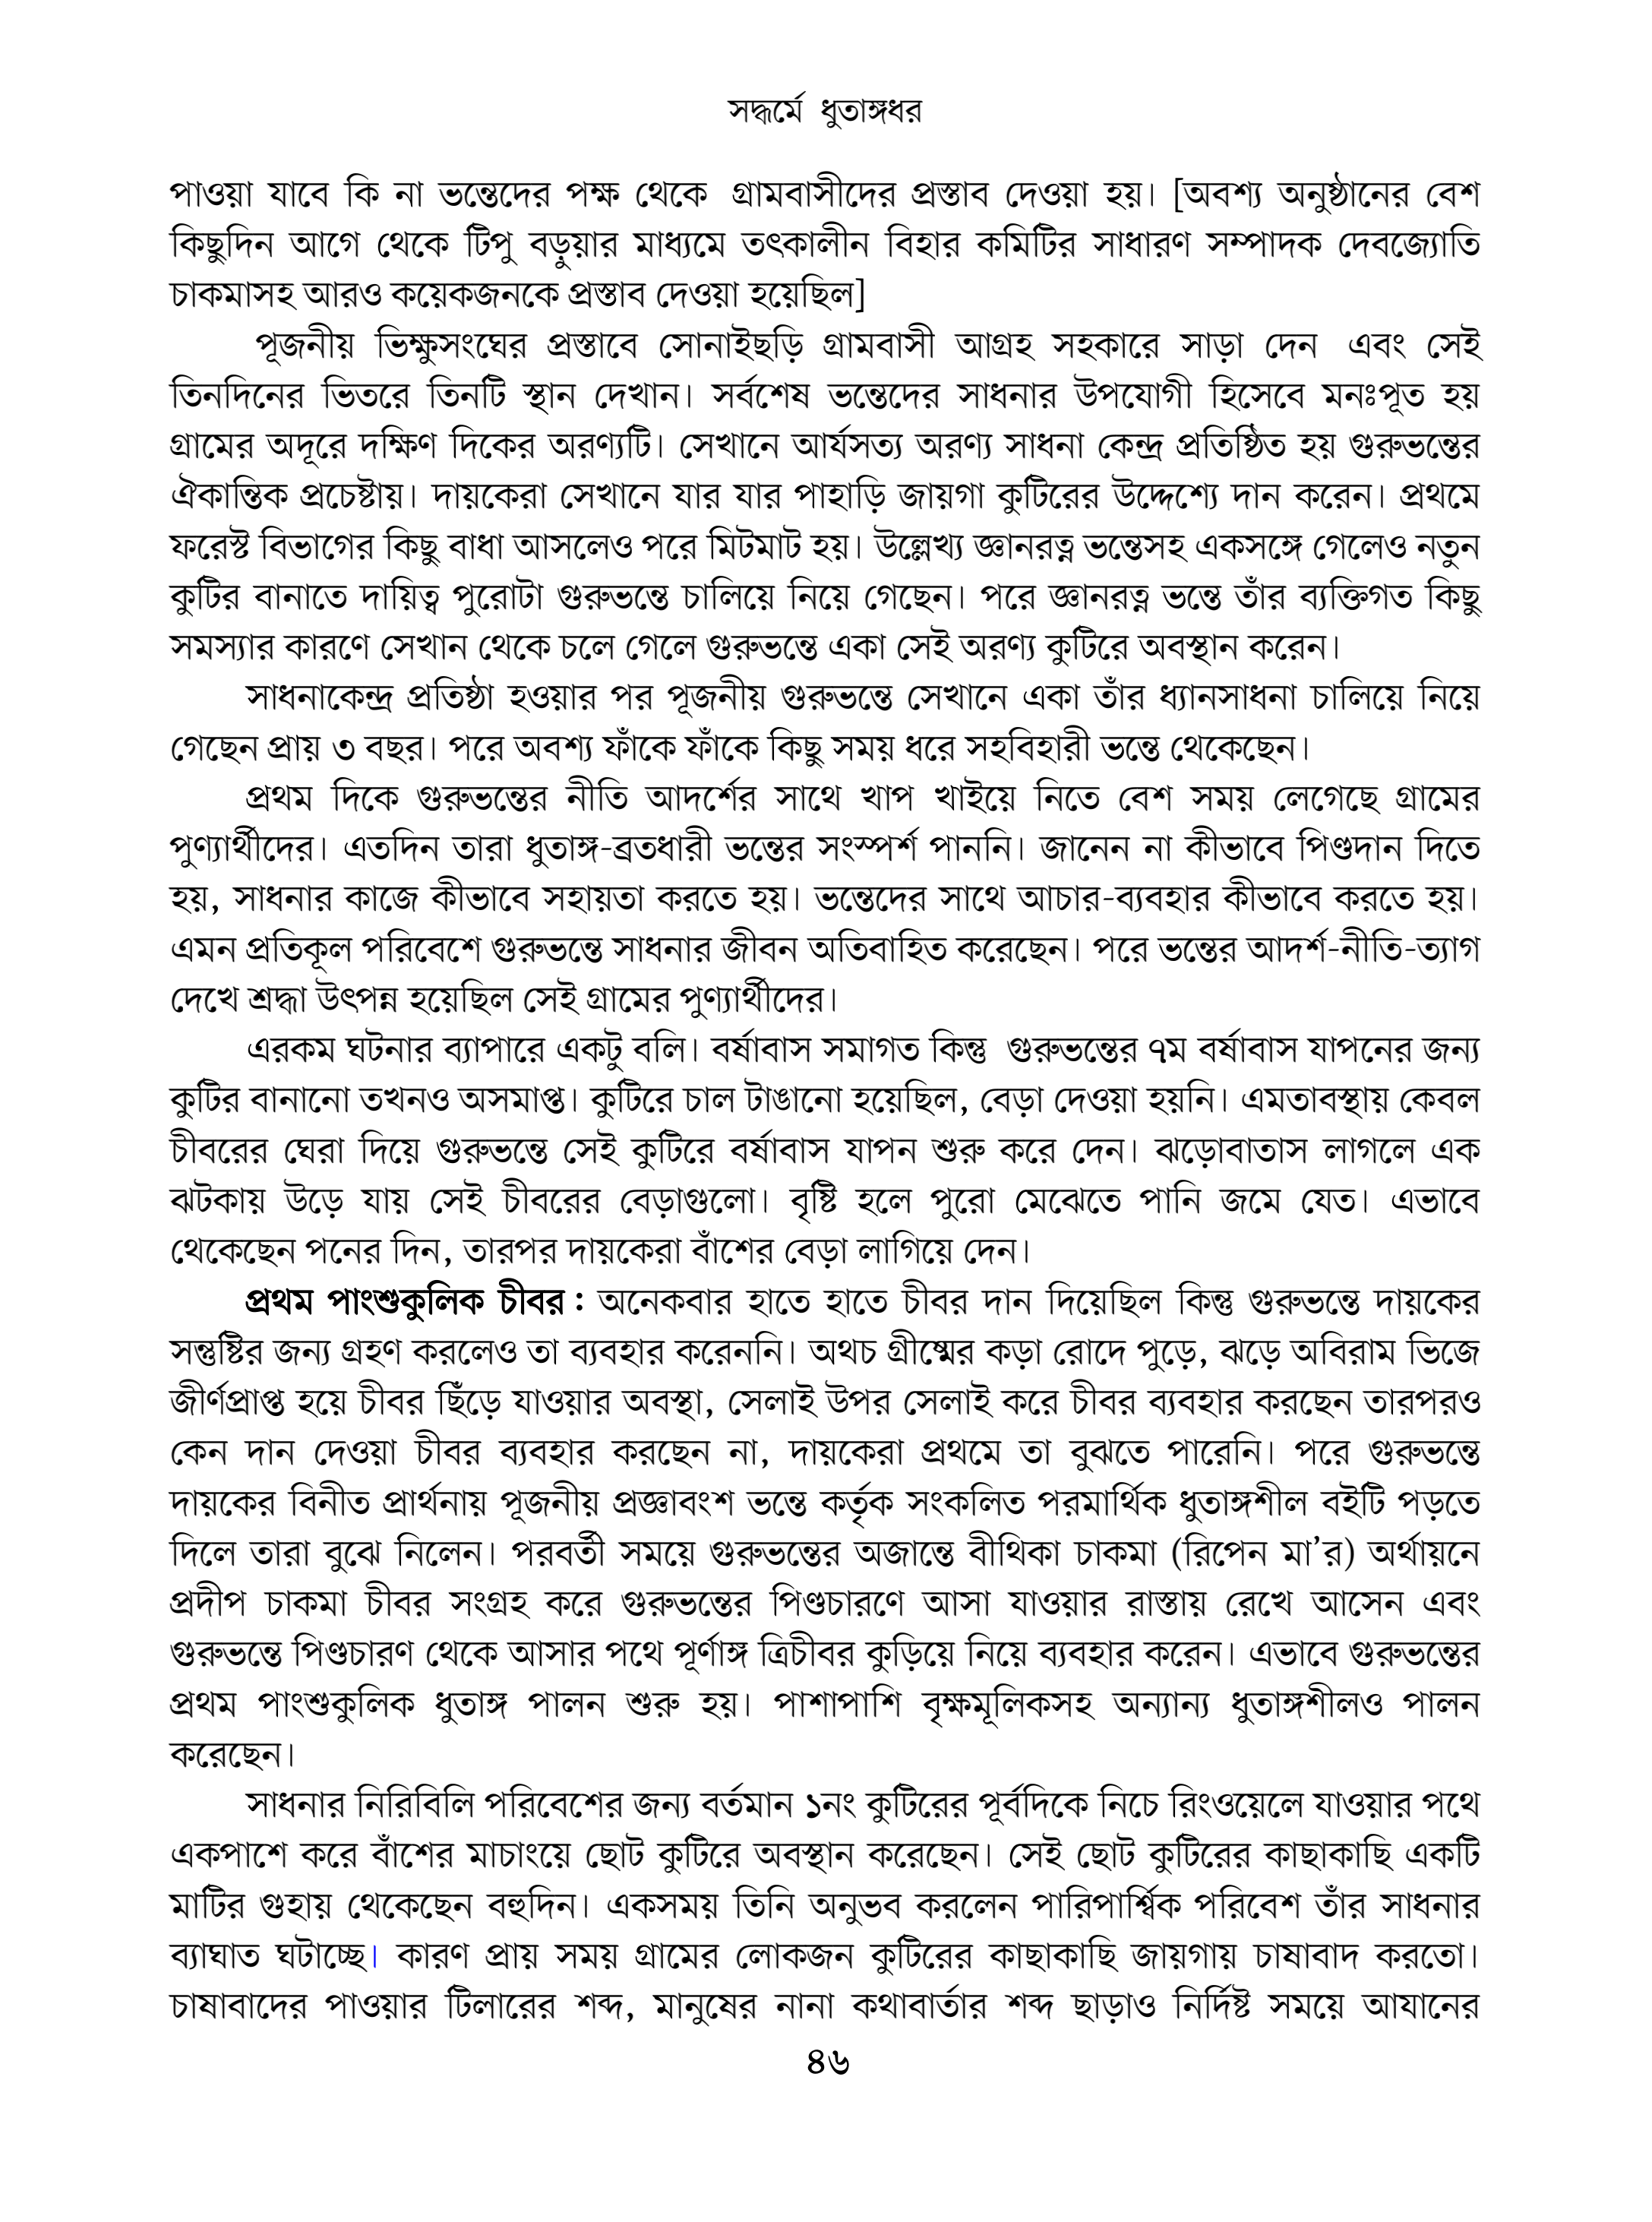 সদ্ধর্মে ধুতাঙ্গধর
পাওয়া যাবে কি না ভন্তেদের পক্ষ থেকে গ্রামবাসীদের প্রস্তাব দেওয়া হয়। [অবশ্য অনুষ্ঠানের বেশ
কিছুদিন আগে থেকে টিপু বড়ুয়ার মাধ্যমে তৎকালীন বিহার কমিটির সাধারণ সম্পাদক দেবজ্যোতি
চাকমাসহ আরও কয়েকজনকে প্রস্তাব দেওয়া হয়েছিল]
পূজনীয় ভিক্ষুসংঘের প্রস্তাবে সোনাইছড়ি গ্রামবাসী আগ্রহ সহকারে সাড়া দেন এবং সেই
তিনদিনের ভিতরে তিনটি স্থান দেখান। সর্বশেষ ভন্তেদের সাধনার উপযোগী হিসেবে মনঃপূত হয়
গ্রামের অদূরে দক্ষিণ দিকের অরণ্যটি। সেখানে আর্যসত্য অরণ্য সাধনা কেন্দ্র প্রতিষ্ঠিত হয় গুরুভন্তের
ঐকান্তিক প্রচেষ্টায়। দায়কেরা সেখানে যার যার পাহাড়ি জায়গা কুটিরের উদ্দেশ্যে দান করেন। প্রথমে
ফরেস্ট বিভাগের কিছু বাধা আসলেও পরে মিটমাট হয়। উল্লেখ্য জ্ঞানরত্ন ভন্তেসহ একসঙ্গে গেলেও নতুন
কুটির বানাতে দায়িত্ব পুরোটা গুরুভন্তে চালিয়ে নিয়ে গেছেন। পরে জ্ঞানরত্ন ভন্তে তাঁর ব্যক্তিগত কিছু
সমস্যার কারণে সেখান থেকে চলে গেলে গুরুভন্তে একা সেই অরণ্য কুটিরে অবস্থান করেন।
সাধনাকেন্দ্র প্রতিষ্ঠা হওয়ার পর পূজনীয় গুরুভন্তে সেখানে একা তাঁর ধ্যানসাধনা চালিয়ে নিয়ে
গেছেন প্রায় ৩ বছর। পরে অবশ্য ফাঁকে ফাঁকে কিছু সময় ধরে সহবিহারী ভন্তে থেকেছেন।
প্রথম দিকে গুরুভন্তের নীতি আদর্শের সাথে খাপ খাইয়ে নিতে বেশ সময় লেগেছে গ্রামের
পুণ্যার্থীদের। এতদিন তারা ধুতাঙ্গ-ব্রতধারী ভন্তের সংস্পর্শ পাননি। জানেন না কীভাবে পিণ্ডদান দিতে
হয়, সাধনার কাজে কীভাবে সহায়তা করতে হয়। ভন্তেদের সাথে আচার-ব্যবহার কীভাবে করতে হয়।
এমন প্রতিকূল পরিবেশে গুরুভন্তে সাধনার জীবন অতিবাহিত করেছেন। পরে ভন্তের আদর্শ-নীতি-ত্যাগ
দেখে শ্রদ্ধা উৎপন্ন হয়েছিল সেই গ্রামের পুণ্যার্থীদের।
এরকম ঘটনার ব্যাপারে একটু বলি। বর্ষাবাস সমাগত কিন্তু গুরুভন্তের ৭ম বর্ষাবাস যাপনের জন্য
কুটির বানানো তখনও অসমাপ্ত। কুটিরে চাল টাঙানো হয়েছিল, বেড়া দেওয়া হয়নি। এমতাবস্থায় কেবল
চীবরের ঘেরা দিয়ে গুরুভন্তে সেই কুটিরে বর্ষাবাস যাপন শুরু করে দেন। ঝড়োবাতাস লাগলে এক
ঝটকায় উড়ে যায় সেই চীবরের বেড়াগুলো। বৃষ্টি হলে পুরো মেঝেতে পানি জমে যেত। এভাবে
থেকেছেন পনের দিন, তারপর দায়কেরা বাঁশের বেড়া লাগিয়ে দেন।
প্রথম পাংশুকুলিক চীবর : অনেকবার হাতে হাতে চীবর দান দিয়েছিল কিন্তু গুরুভন্তে দায়কের
সন্তুষ্টির জন্য গ্রহণ করলেও তা ব্যবহার করেননি। অথচ গ্রীষ্মের কড়া রোদে পুড়ে, ঝড়ে অবিরাম ভিজে
জীর্ণপ্রাপ্ত হয়ে চীবর ছিঁড়ে যাওয়ার অবস্থা, সেলাই উপর সেলাই করে চীবর ব্যবহার করছেন তারপরও
কেন দান দেওয়া চীবর ব্যবহার করছেন না, দায়কেরা প্রথমে তা বুঝতে পারেনি। পরে গুরুভন্তে
দায়কের বিনীত প্রার্থনায় পূজনীয় প্রজ্ঞাবংশ ভন্তে কর্তৃক সংকলিত পরমার্থিক ধুতাঙ্গশীল বইটি পড়তে
দিলে তারা বুঝে নিলেন। পরবর্তী সময়ে গুরুভন্তের অজান্তে বীথিকা চাকমা (রিপেন মা’র) অর্থায়নে
প্রদীপ চাকমা চীবর সংগ্রহ করে গুরুভন্তের পিণ্ডচারণে আসা যাওয়ার রাস্তায় রেখে আসেন এবং
গুরুভন্তে পিণ্ডচারণ থেকে আসার পথে পূর্ণাঙ্গ ত্রিচীবর কুড়িয়ে নিয়ে ব্যবহার করেন। এভাবে গুরুভন্তের
প্রথম পাংশুকুলিক ধুতাঙ্গ পালন শুরু হয়। পাশাপাশি বৃক্ষমূলিকসহ অন্যান্য ধুতাঙ্গশীলও পালন
করেছেন।
সাধনার নিরিবিলি পরিবেশের জন্য বর্তমান ১নং কুটিরের পূর্বদিকে নিচে রিংওয়েলে যাওয়ার পথে
একপাশে করে বাঁশের মাচাংয়ে ছোট কুটিরে অবস্থান করেছেন। সেই ছোট কুটিরের কাছাকাছি একটি
মাটির গুহায় থেকেছেন বহুদিন। একসময় তিনি অনুভব করলেন পারিপার্শ্বিক পরিবেশ তাঁর সাধনার
ব্যাঘাত ঘটাচ্ছে। কারণ প্রায় সময় গ্রামের লোকজন কুটিরের কাছাকাছি জায়গায় চাষাবাদ করতো।
চাষাবাদের পাওয়ার টিলারের শব্দ, মানুষের নানা কথাবার্তার শব্দ ছাড়াও নির্দিষ্ট সময়ে আযানের
৪৬